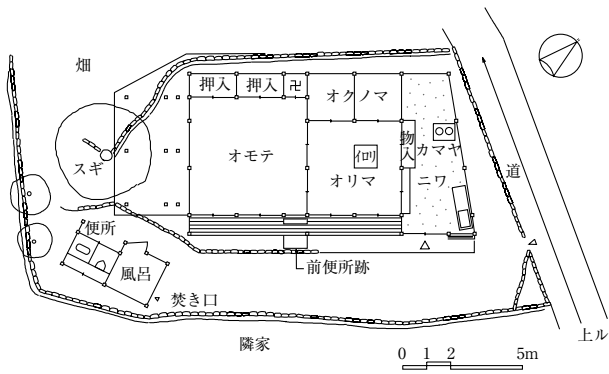 畑
押入
押入
卍
オクノマ
スギ
オモテ
イロリ
オリマ
物入
カマヤ
ニワ
道
便所
風呂
前便所跡
焚き口
隣家
上ル
0 1 2 5m